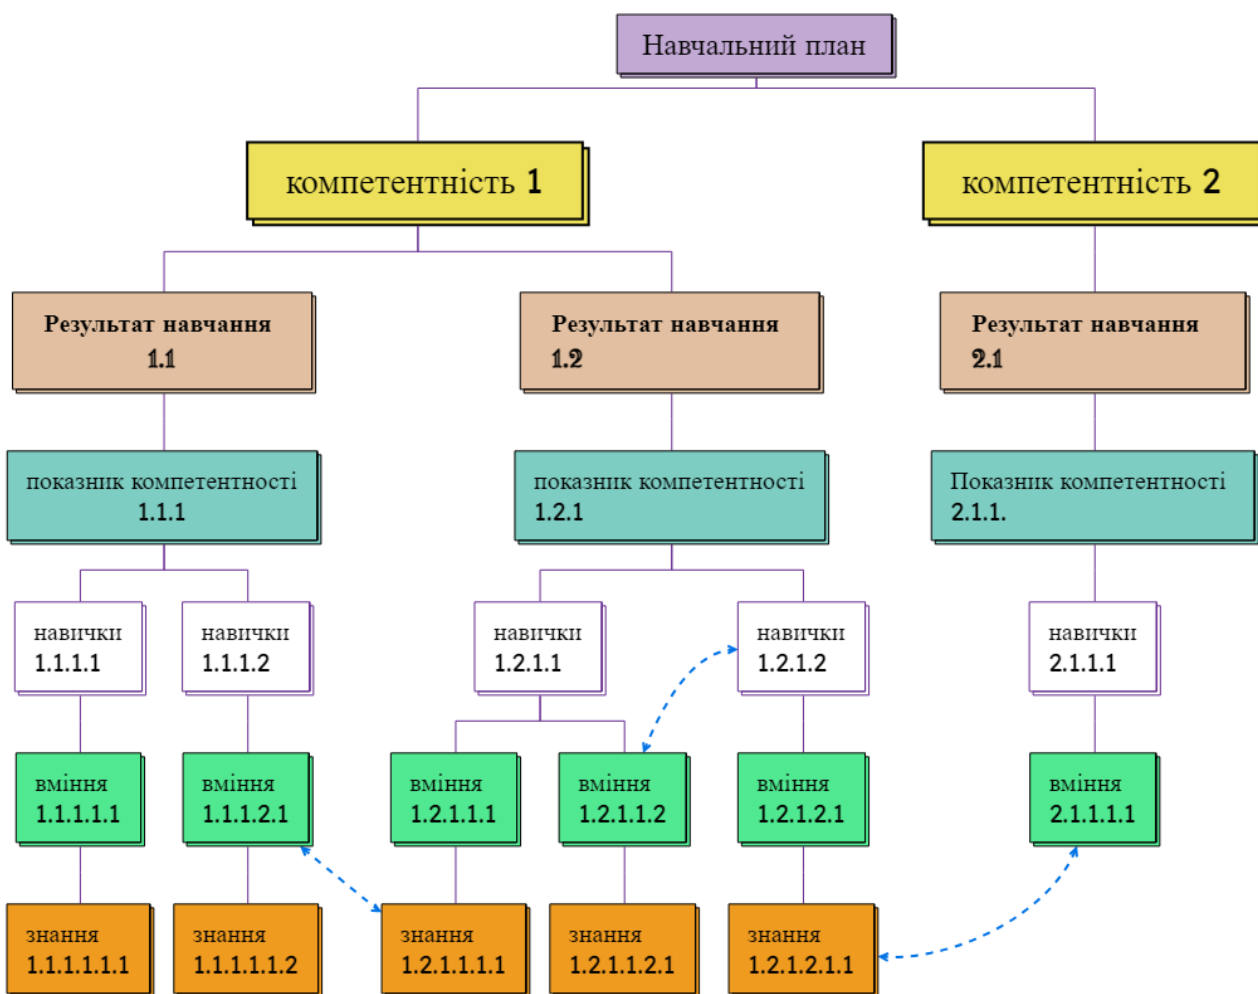 Навчальний план
компетентність 1
компетентність 2
Результат навчання
1.1
Результат навчання
1.2
Результат навчання
2.1
показник компетентності
1.1.1
показник компетентності
1.2.1
Показник компетентності
2.1.1.
навички
1.1.1.1
навички
1.1.1.2
навички
1.2.1.1
навички
1.2.1.2
навички
2.1.1.1
вміння
1.1.1.1.1
вміння
1.1.1.2.1
вміння
1.2.1.1.1
вміння
1.2.1.1.2
вміння
1.2.1.2.1
вміння
2.1.1.1.1
знання
1.1.1.1.1.1
знання
1.1.1.1.1.2
знання
1.2.1.1.1.1
знання
1.2.1.1.2.1
знання
1.2.1.2.1.1